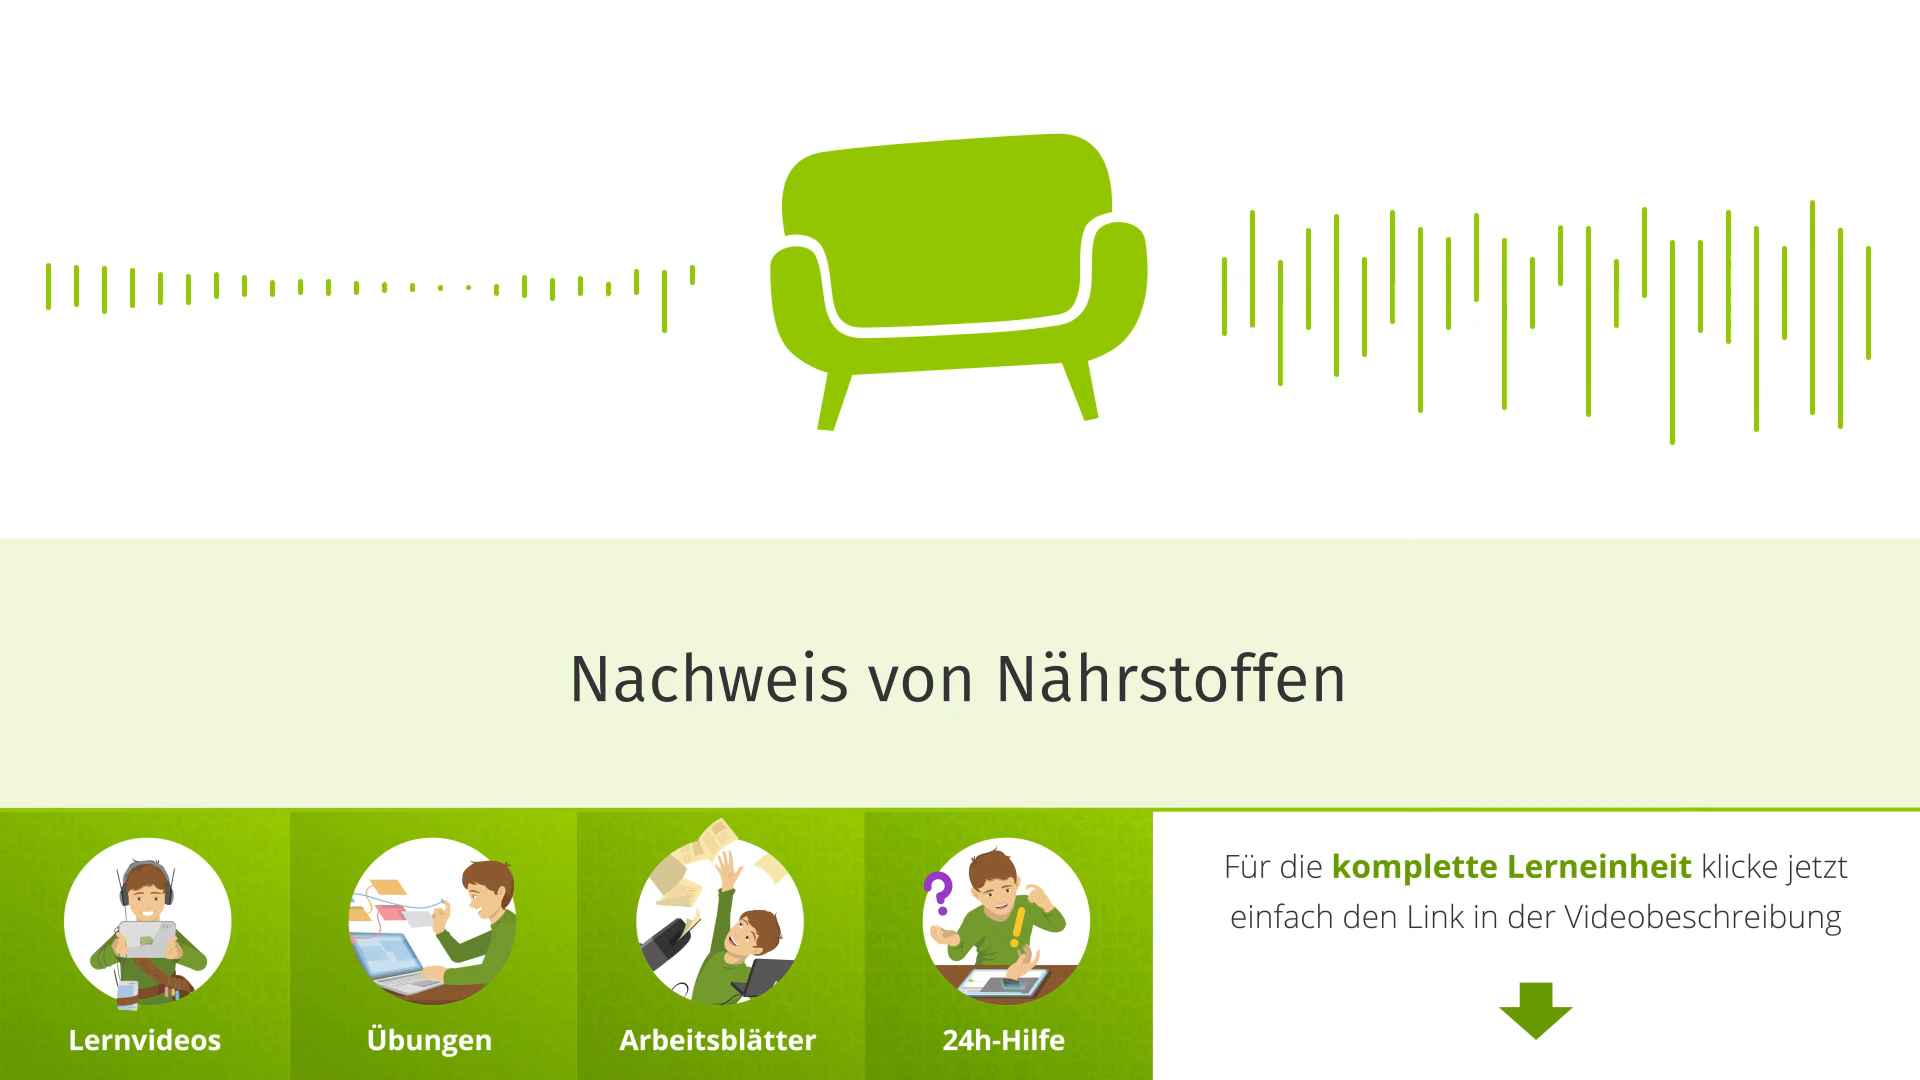 Nachweis von Nährstoffen
Für die komplette Lerneinheit klicke jetzt
einfach den Link in der Videobeschreibung
Lernvideos
Übungen
Arbeitsblätter
24h-Hilfe